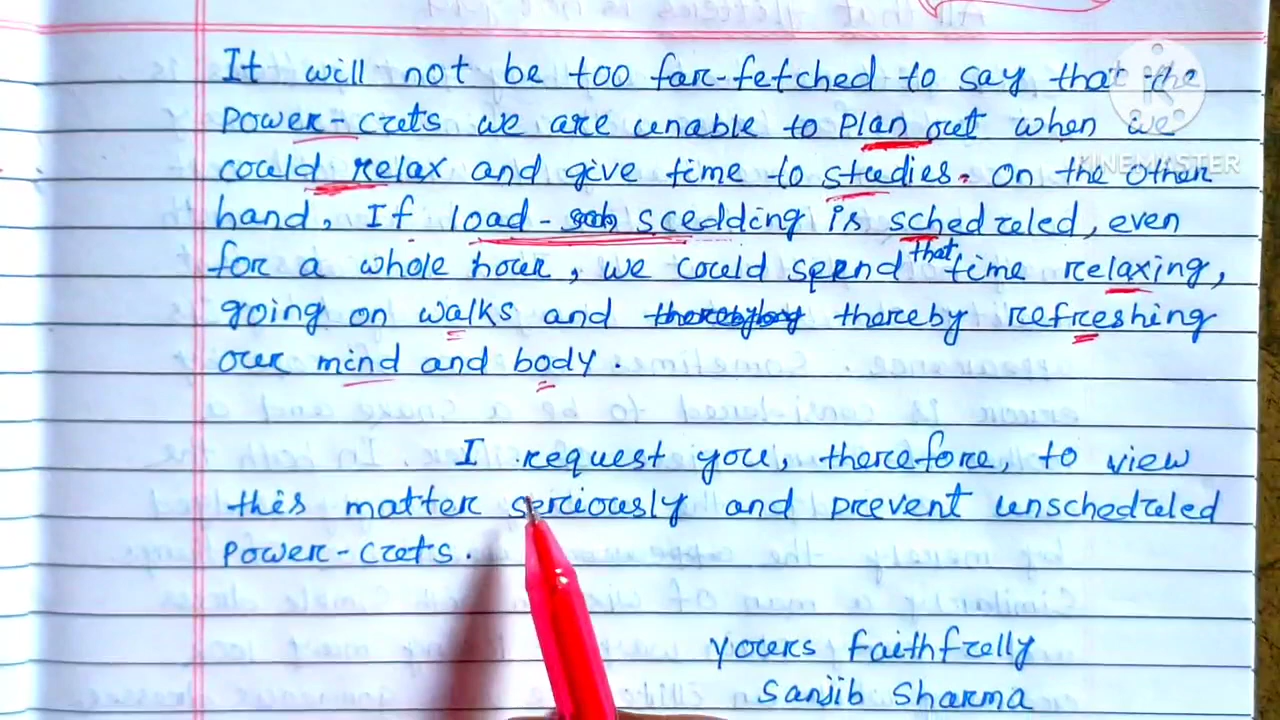 It will not be too far-fetched to say that the
power-cuts we are unable to plan out when we
could relax and give time to studies. On the other
hand, If load- scedding is scheduled, even
for a whole hour, we could spend that time relaxing,
going on walks and thereby refreshing
our mind and body.
I request you, therefore, to view
this matter seriously and prevent unscheduled
power-cuts.
Yours faithfully
Sanjib Sharma
KINEMASTER